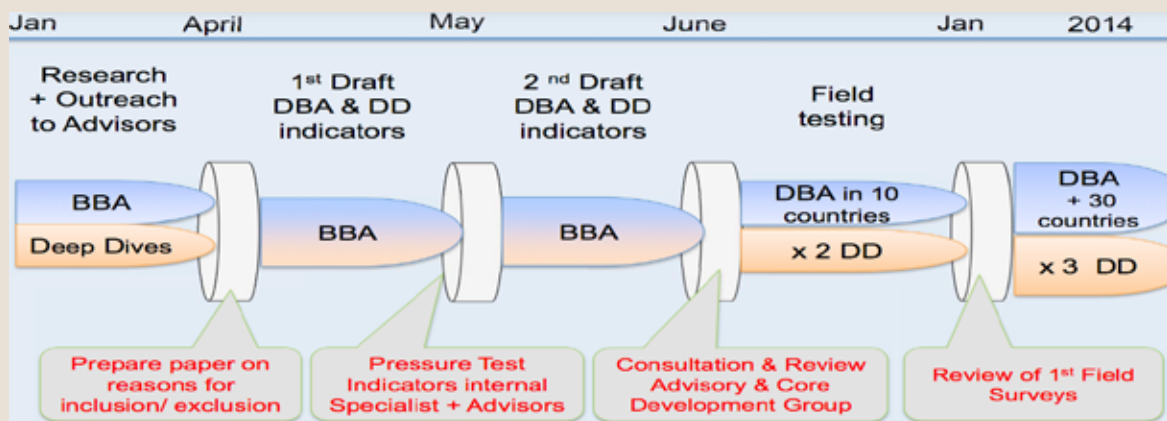 Jan April May June Jan 2014
Research
+ Outreach
to Advisors
1st Draft
DBA & DD
indicators
2 nd Draft
DBA & DD
indicators
Field
testing
BBA
Deep Dives
BBA
BBA
DBA in 10
countries
x 2 DD
DBA
+ 30
countries
x 3 DD
Prepare paper on
reasons for
inclusion/ exclusion
Pressure Test
Indicators internal
Specialist + Advisors
Consultation & Review
Advisory & Core
Development Group
Review of 1st Field
Surveys